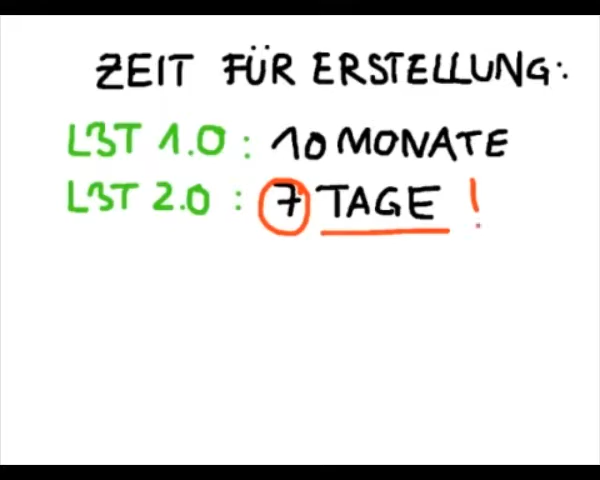 ZEIT FÜR ERSTELLUNG:
LBT 1.0 : 10 MONATE
LBT 2.0 : 7 TAGE !